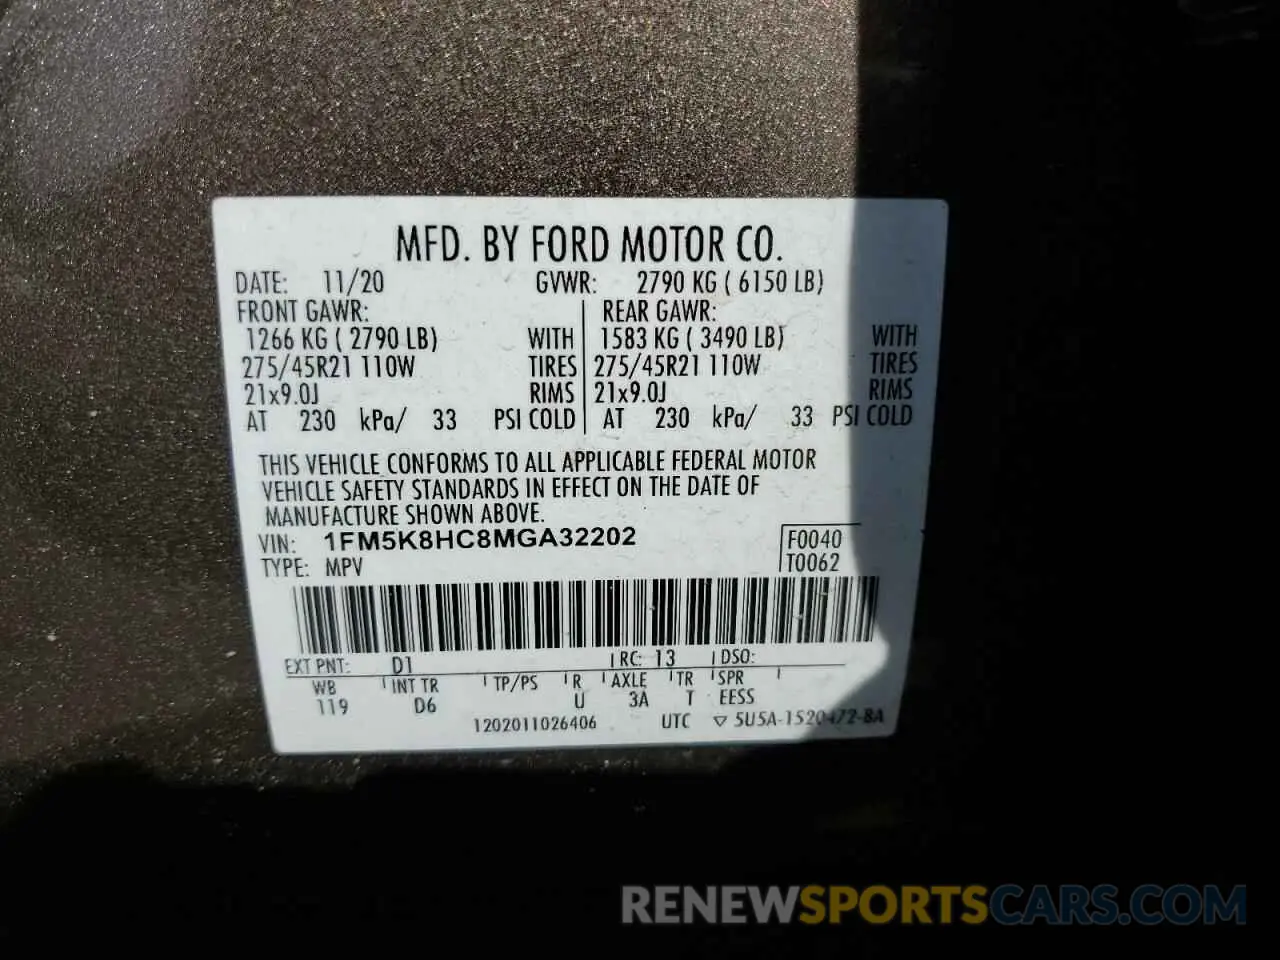 MFD. BY FORD MOTOR CO.
DATE: 11/20 GVWR: 2790 KG ( 6150 LB)
FRONT GAWR: REAR GAWR:
1266 KG ( 2790 LB) WITH 1583 KG ( 3490 LB) WITH
275/45R21 110W TIRES 275/45R21 110W TIRES
21x9.0J RIMS 21x9.0J RIMS
AT 230 kPa/ 33 PSI COLD AT 230 kPa/ 33 PSI COLD
THIS VEHICLE CONFORMS TO ALL APPLICABLE FEDERAL MOTOR
VEHICLE SAFETY STANDARDS IN EFFECT ON THE DATE OF
MANUFACTURE SHOWN ABOVE.
VIN: 1FM5K8HC8MGA32202 F0040
TYPE: MPV T0062
EXT PNT: D1 RC: 13 DSO:
WB INT TR TP/PS R AXLE TR SPR
119 D6 U 3A T EESS
1202011026406 UTC ▽ 5U5A-1520472-BA
RENEWSPORTSCARS.COM